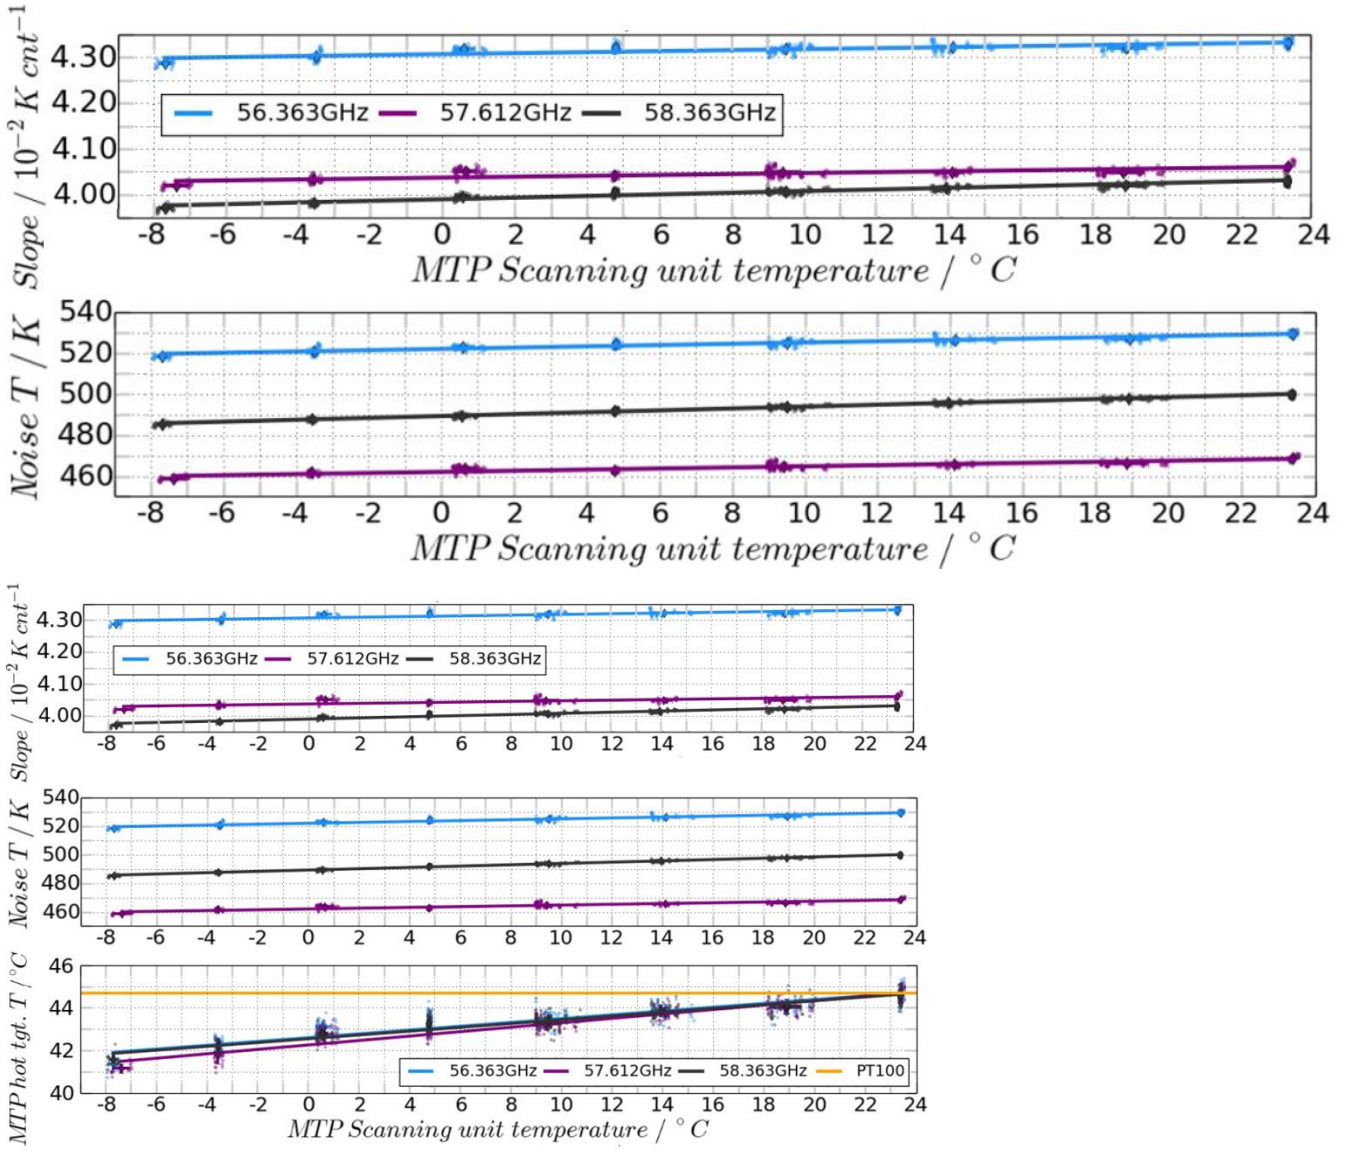 Slope / 10⁻² K cnt⁻¹
4.30
4.20
4.10
4.00
56.363GHz 57.612GHz 58.363GHz
-8 -6 -4 -2 0 2 4 6 8 10 12 14 16 18 20 22 24
MTP Scanning unit temperature / °C
Noise T / K
540
520
500
480
460
-8 -6 -4 -2 0 2 4 6 8 10 12 14 16 18 20 22 24
MTP Scanning unit temperature / °C
Slope / 10⁻² K cnt⁻¹
4.30
4.20
4.10
4.00
56.363GHz 57.612GHz 58.363GHz
-8 -6 -4 -2 0 2 4 6 8 10 12 14 16 18 20 22 24
Noise T / K
540
520
500
480
460
-8 -6 -4 -2 0 2 4 6 8 10 12 14 16 18 20 22 24
MTP hot tgt. T / °C
46
44
42
40
56.363GHz 57.612GHz 58.363GHz PT100
-8 -6 -4 -2 0 2 4 6 8 10 12 14 16 18 20 22 24
MTP Scanning unit temperature / °C